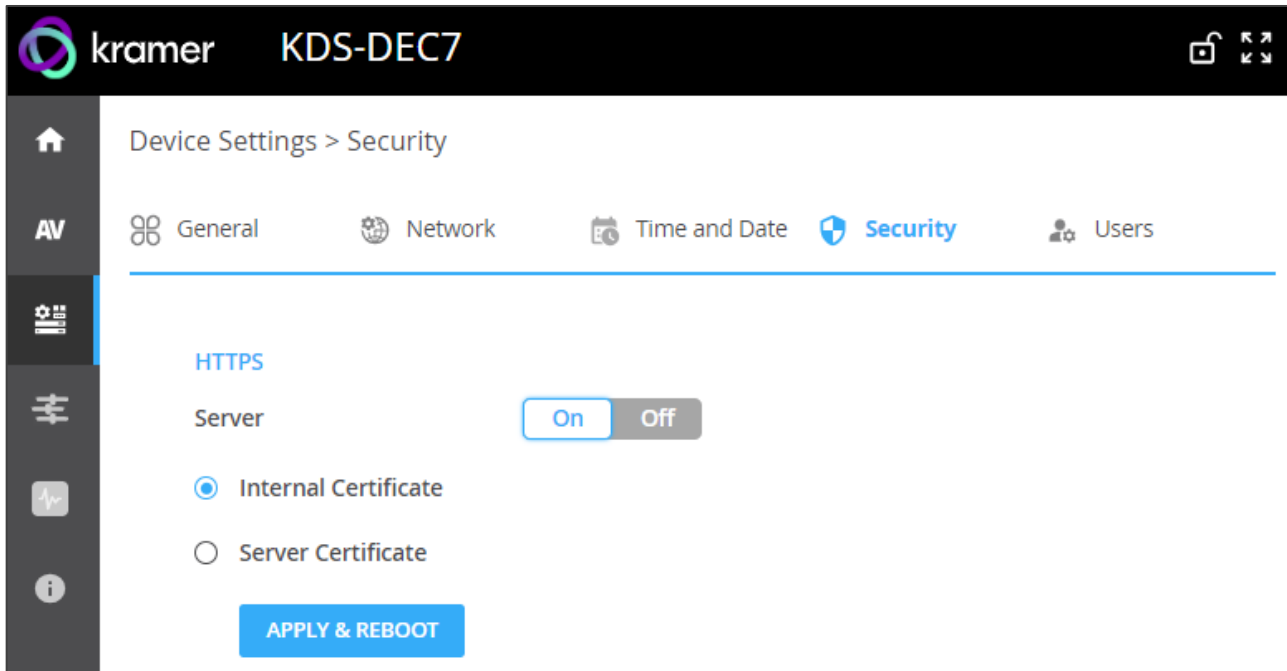 kramer KDS-DEC7
Device Settings > Security
AV
General Network Time and Date Security Users
HTTPS
Server On Off
Internal Certificate
Server Certificate
APPLY & REBOOT